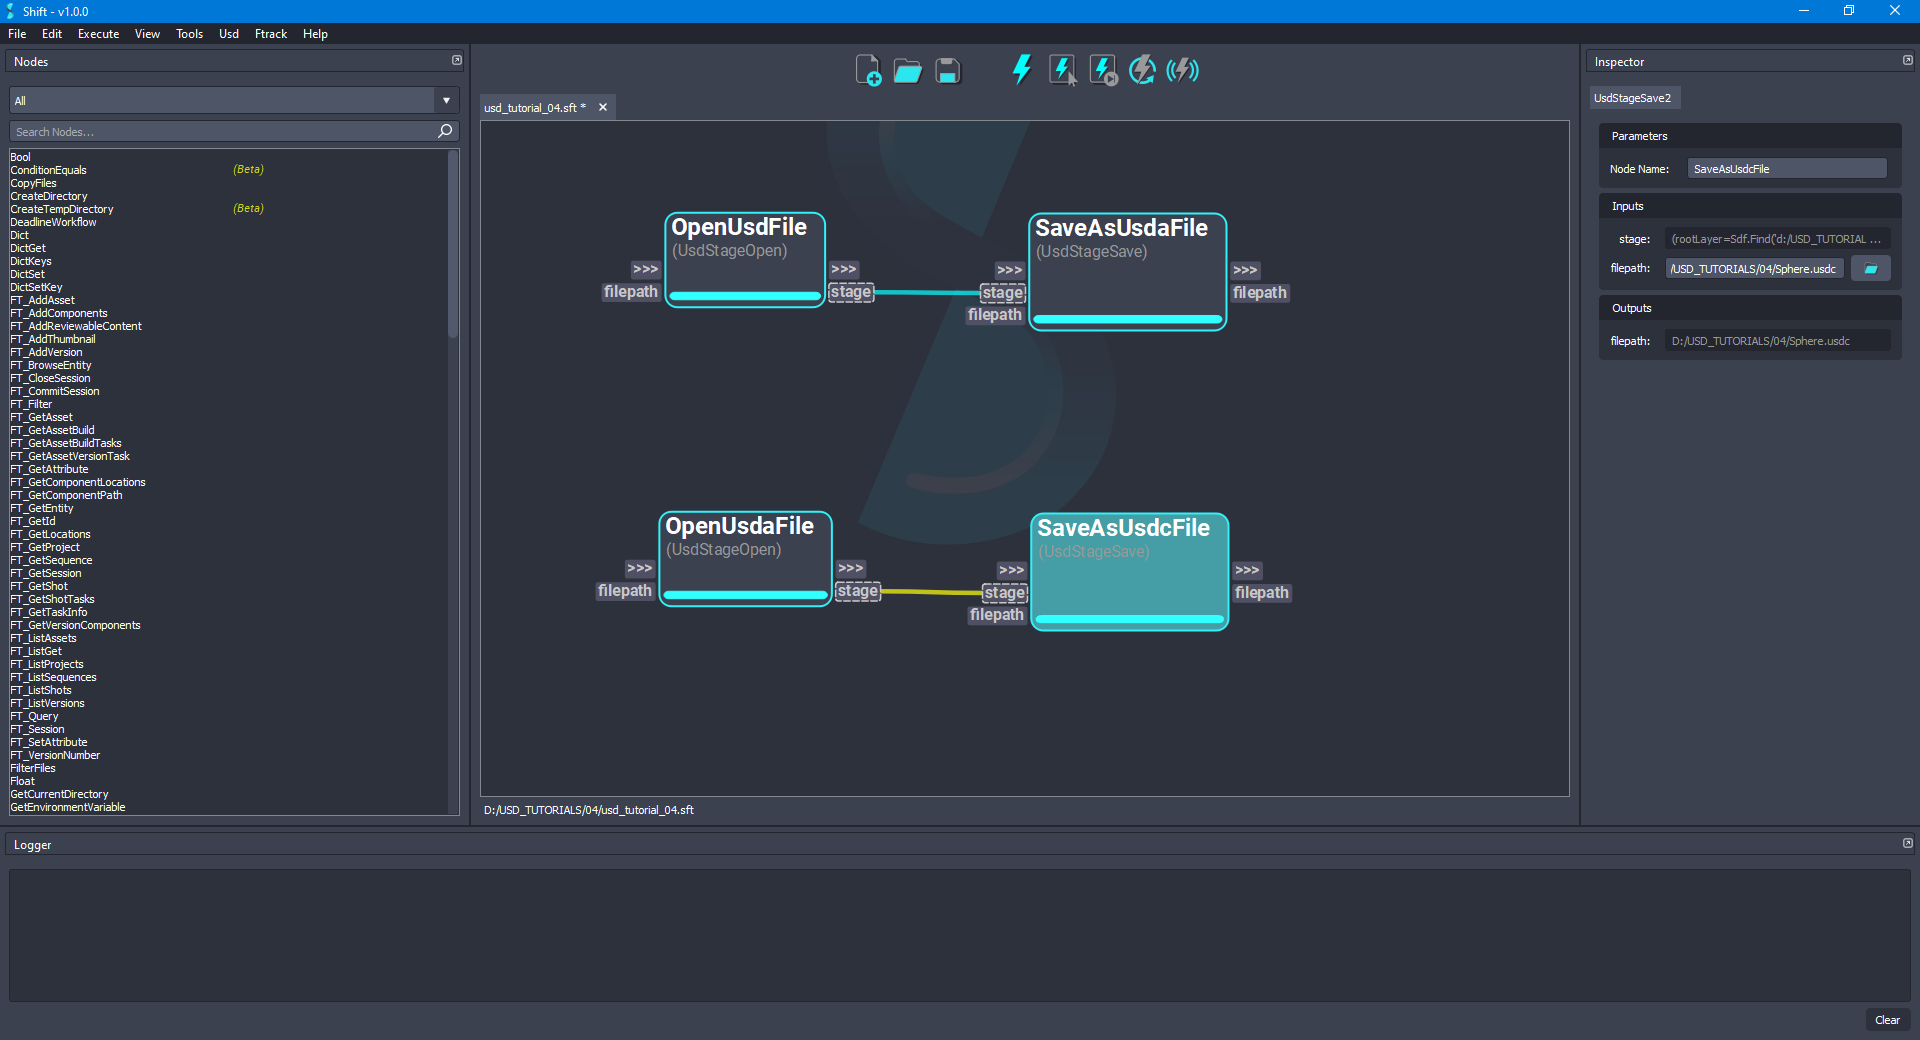 Shift - v1.0.0
File Edit Execute View Tools Usd Ftrack Help
Nodes
All
Search Nodes...
Bool
ConditionEquals (Beta)
CopyFiles
CreateDirectory
CreateTempDirectory (Beta)
DeadlineWorkflow
Dict
DictGet
DictKeys
DictSet
DictSetKey
FT_AddAsset
FT_AddComponents
FT_AddReviewableContent
FT_AddThumbnail
FT_AddVersion
FT_BrowseEntity
FT_CloseSession
FT_CommitSession
FT_Filter
FT_GetAsset
FT_GetAssetBuild
FT_GetAssetBuildTasks
FT_GetAssetVersionTask
FT_GetAttribute
FT_GetComponentLocations
FT_GetComponentPath
FT_GetEntity
FT_GetId
FT_GetLocations
FT_GetProject
FT_GetSequence
FT_GetSession
FT_GetShot
FT_GetShotTasks
FT_GetTaskInfo
FT_GetVersionComponents
FT_ListAssets
FT_ListGet
FT_ListProjects
FT_ListSequences
FT_ListShots
FT_ListVersions
FT_Query
FT_Session
FT_SetAttribute
FT_VersionNumber
FilterFiles
Float
GetCurrentDirectory
GetEnvironmentVariable
usd_tutorial_04.sft *
OpenUsdFile
(UsdStageOpen)
>>> >>>
filepath stage
SaveAsUsdaFile
(UsdStageSave)
>>> >>>
stage filepath
filepath
OpenUsdaFile
(UsdStageOpen)
>>> >>>
filepath stage
SaveAsUsdcFile
(UsdStageSave)
>>> >>>
stage filepath
filepath
D:/USD_TUTORIALS/04/usd_tutorial_04.sft
Inspector
UsdStageSave2
Parameters
Node Name: SaveAsUsdcFile
Inputs
stage: (rootLayer=Sdf.Find('d:/USD_TUTORIAL ...
filepath: /USD_TUTORIALS/04/Sphere.usdc
Outputs
filepath: D:/USD_TUTORIALS/04/Sphere.usdc
Logger
Clear